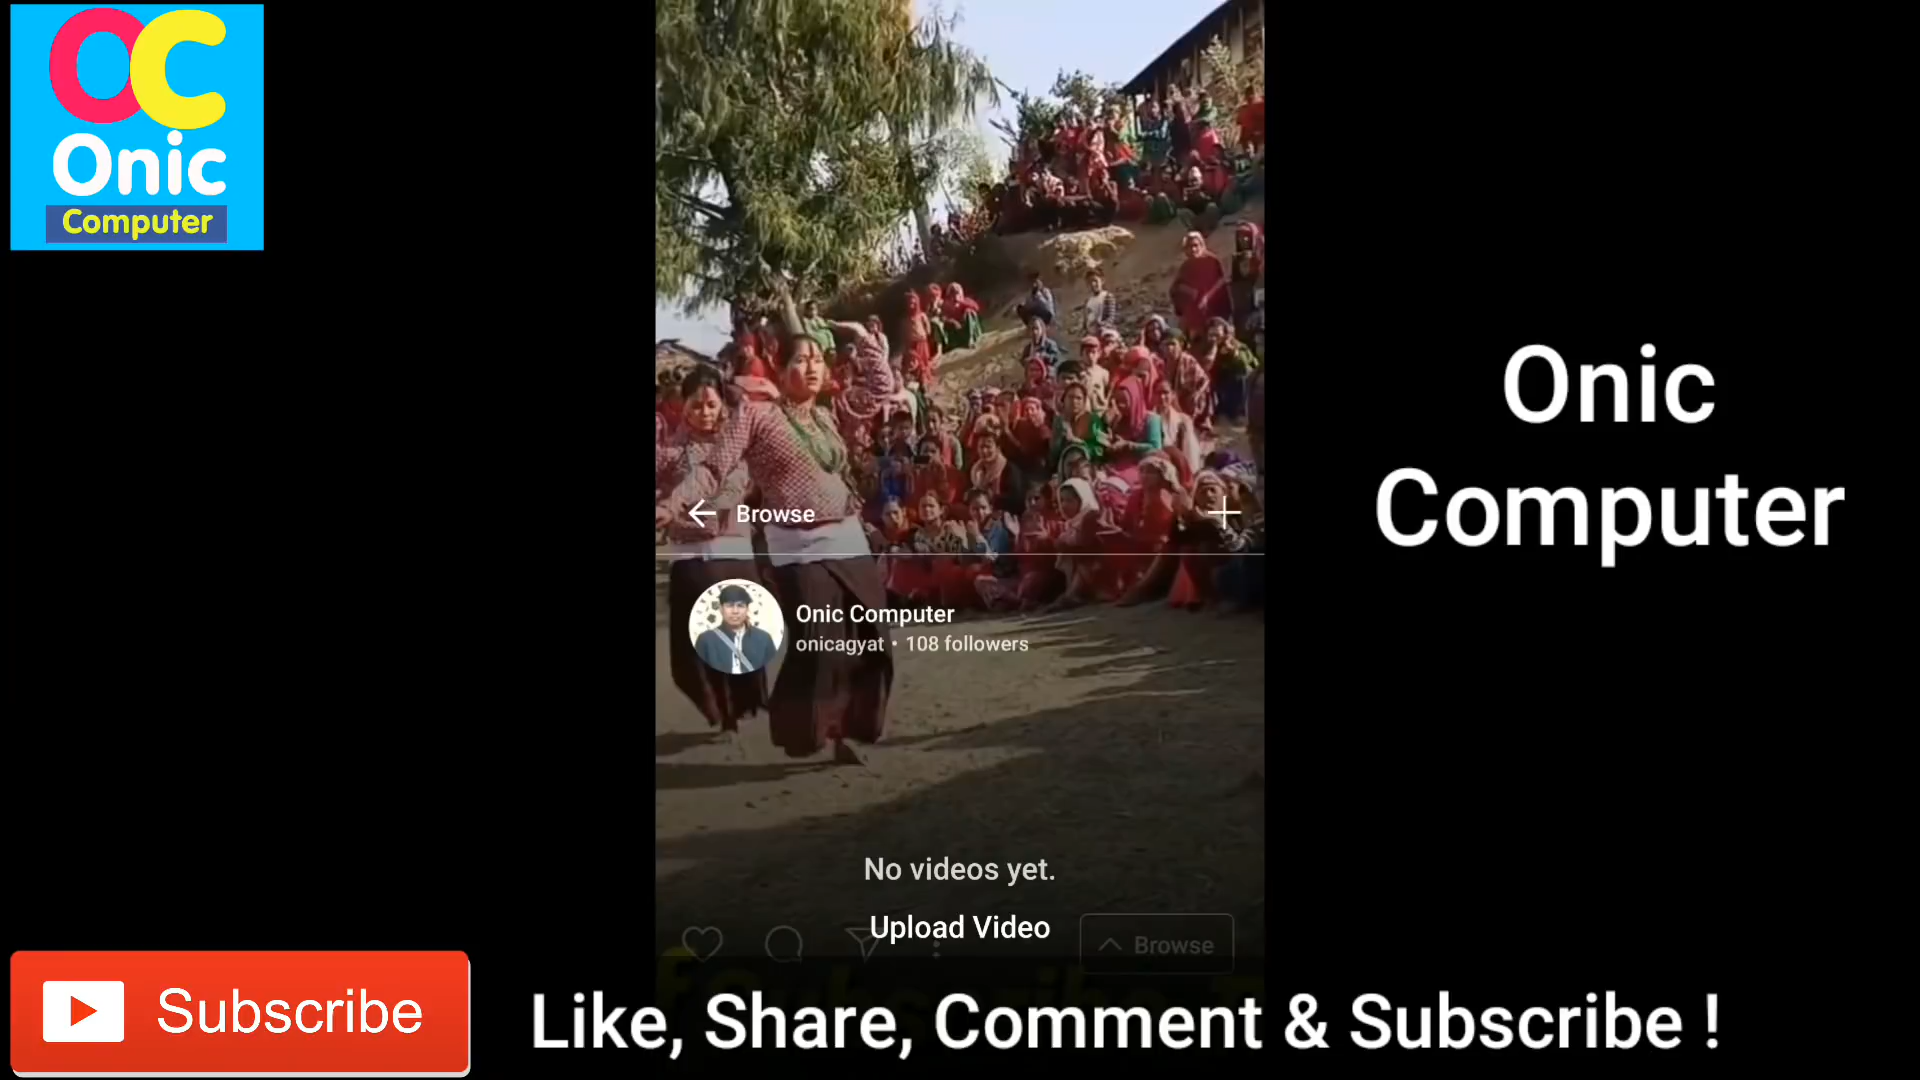 OC
Onic
Computer
Onic
Computer
Browse
Onic Computer
onicagyat • 108 followers
No videos yet.
Upload Video
Browse
Subscribe
Like, Share, Comment & Subscribe !